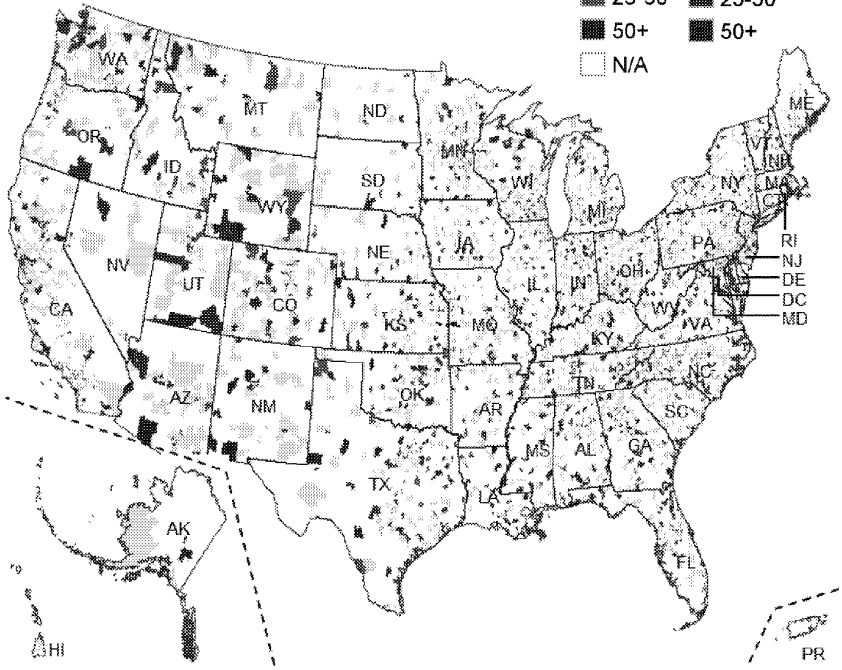 25-50 25-50
50+ 50+
N/A
WA
MT
ND
MN
ME
VT
NH
OR
ID
WY
SD
WI
MI
NY
MA
CT
RI
NJ
DE
DC
MD
NV
UT
CO
NE
IA
IL
IN
OH
PA
CA
KS
MO
KY
WV
VA
AZ
NM
OK
AR
TN
NC
SC
TX
LA
MS
AL
GA
FL
AK
HI
PR